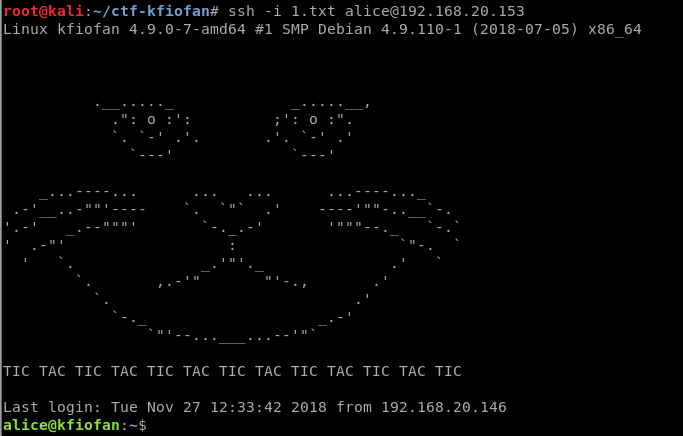 root@kali:~/ctf-kfiofan# ssh -i 1.txt alice@192.168.20.153
Linux kfiofan 4.9.0-7-amd64 #1 SMP Debian 4.9.110-1 (2018-07-05) x86_64
TIC TAC TIC TAC TIC TAC TIC TAC TIC TAC TIC TAC TIC
Last login: Tue Nov 27 12:33:42 2018 from 192.168.20.146
alice@kfiofan:~$